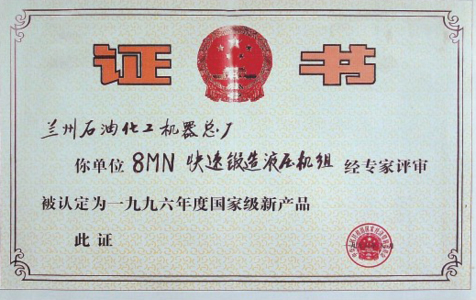 证书
兰州石油化工机器总厂
你单位 8MN 快速锻造液压机组 经专家评审
被认定为一九九六年度国家级新产品
此证